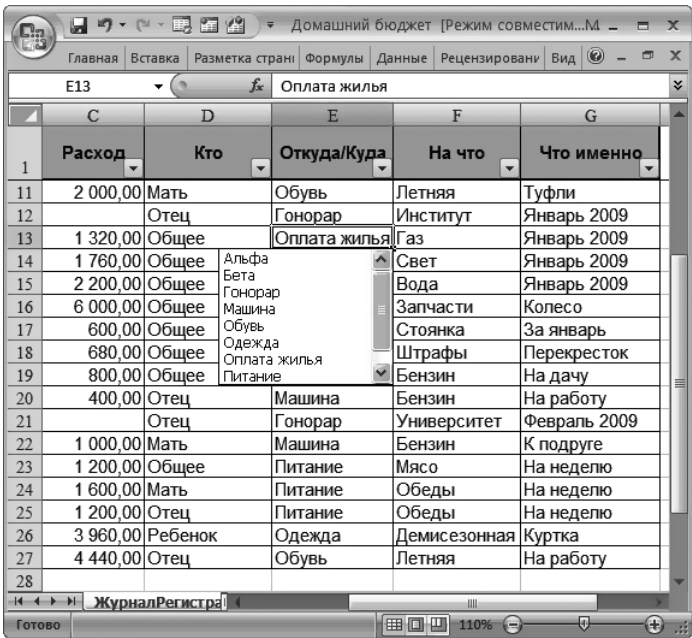 Домашний бюджет [Режим совместим...M
Главная Вставка Разметка страни Формулы Данные Рецензировани Вид
E13 fx Оплата жилья
C D E F G
1 Расход Кто Откуда/Куда На что Что именно
11 2 000,00 Мать Обувь Летняя Туфли
12 Отец Гонорар Институт Январь 2009
13 1 320,00 Общее Оплата жилья Газ Январь 2009
14 1 760,00 Общее Свет Январь 2009
15 2 200,00 Общее Вода Январь 2009
16 6 000,00 Общее Запчасти Колесо
17 600,00 Общее Стоянка За январь
18 680,00 Общее Штрафы Перекресток
19 800,00 Общее Бензин На дачу
Альфа
Бета
Гонорар
Машина
Обувь
Одежда
Оплата жилья
Питание
20 400,00 Отец Машина Бензин На работу
21 Отец Гонорар Университет Февраль 2009
22 1 000,00 Мать Машина Бензин К подруге
23 1 200,00 Общее Питание Мясо На неделю
24 1 600,00 Мать Питание Обеды На неделю
25 1 200,00 Отец Питание Обеды На неделю
26 3 960,00 Ребенок Одежда Демисезонная Куртка
27 4 440,00 Отец Обувь Летняя На работу
28
ЖурналРегистра
Готово 110%